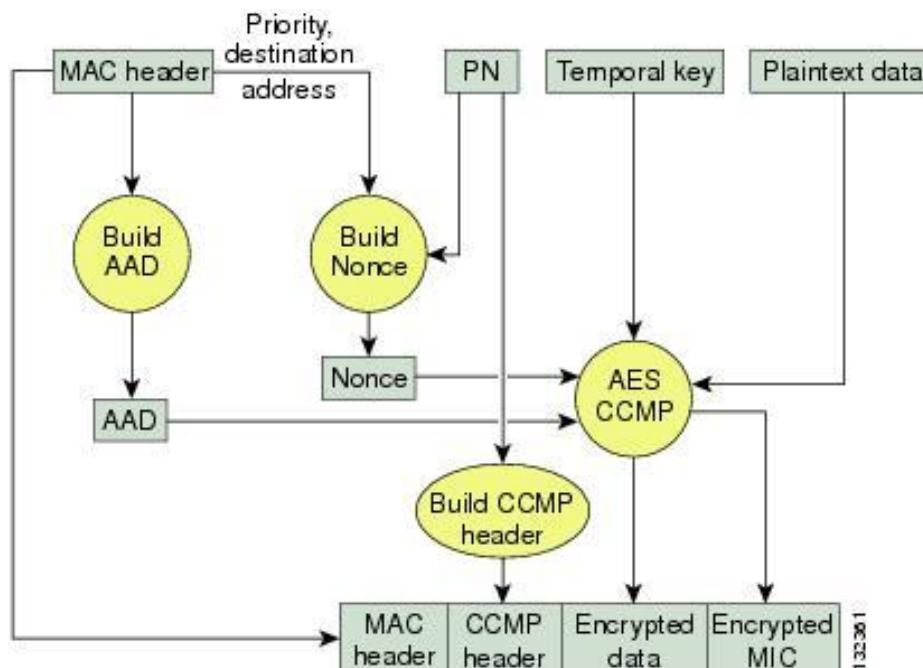 Priority,
destination
address
MAC header
PN
Temporal key
Plaintext data
Build
AAD
Build
Nonce
Nonce
AES
CCMP
AAD
Build CCMP
header
MAC
header
CCMP
header
Encrypted
data
Encrypted
MIC
132361